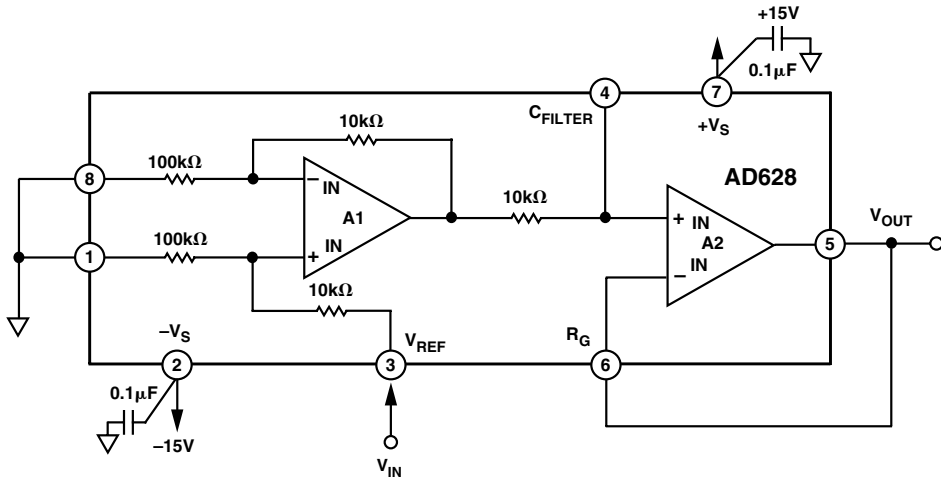 +15V
0.1µF
4
7
CFILTER
+VS
10kΩ
AD628
100kΩ
8
–
IN
A1
10kΩ
+
IN
A2
VOUT
5
100kΩ
1
+
IN
IN
–
10kΩ
–VS
VREF
RG
2
3
6
0.1µF
–15V
VIN